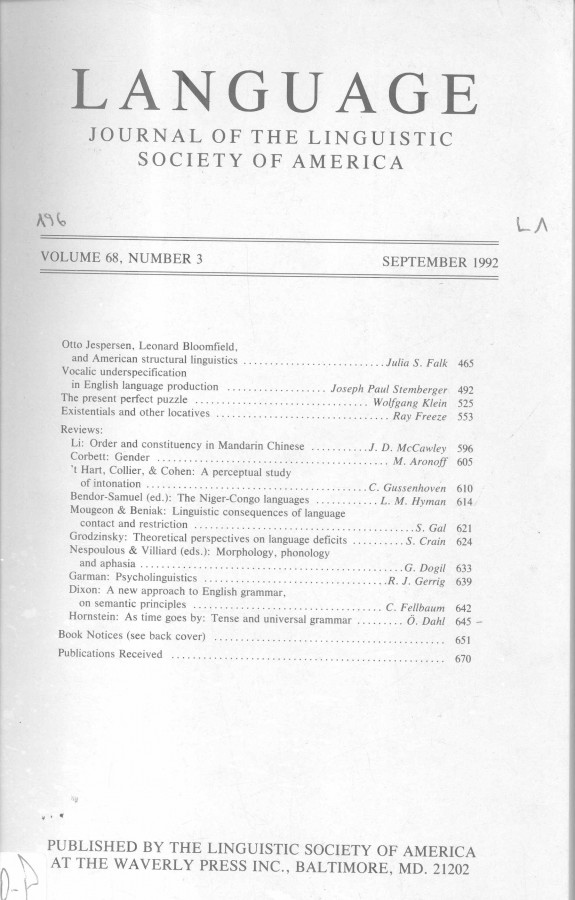 LANGUAGE
JOURNAL OF THE LINGUISTIC
SOCIETY OF AMERICA
196
L1
VOLUME 68, NUMBER 3 SEPTEMBER 1992
Otto Jespersen, Leonard Bloomfield,
and American structural linguistics ........................... Julia S. Falk 465
Vocalic underspecification
in English language production ................... Joseph Paul Stemberger 492
The present perfect puzzle ................................. Wolfgang Klein 525
Existentials and other locatives ................................. Ray Freeze 553
Reviews:
Li: Order and constituency in Mandarin Chinese ........... J. D. McCawley 596
Corbett: Gender ............................................ M. Aronoff 605
't Hart, Collier, & Cohen: A perceptual study
of intonation .......................................... C. Gussenhoven 610
Bendor-Samuel (ed.): The Niger-Congo languages ............ L. M. Hyman 614
Mougeon & Beniak: Linguistic consequences of language
contact and restriction .......................................... S. Gal 621
Grodzinsky: Theoretical perspectives on language deficits .......... S. Crain 624
Nespoulous & Villiard (eds.): Morphology, phonology
and aphasia .................................................. G. Dogil 633
Garman: Psycholinguistics ................................... R. J. Gerrig 639
Dixon: A new approach to English grammar,
on semantic principles ..................................... C. Fellbaum 642
Hornstein: As time goes by: Tense and universal grammar ......... Ö. Dahl 645 –
Book Notices (see back cover) ............................................ 651
Publications Received .................................................... 670
PUBLISHED BY THE LINGUISTIC SOCIETY OF AMERICA
AT THE WAVERLY PRESS INC., BALTIMORE, MD. 21202